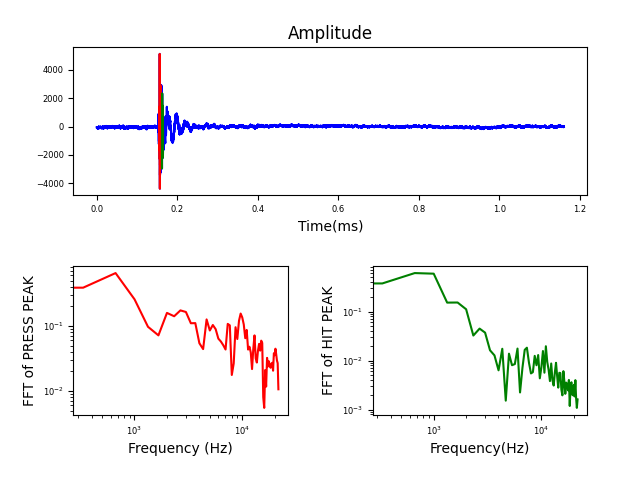 Amplitude
4000
2000
0
−2000
−4000
0.0 0.2 0.4 0.6 0.8 1.0 1.2
Time(ms)
FFT of PRESS PEAK
10⁻¹
10⁻²
10³ 10⁴
Frequency (Hz)
FFT of HIT PEAK
10⁻¹
10⁻²
10⁻³
10³ 10⁴
Frequency(Hz)